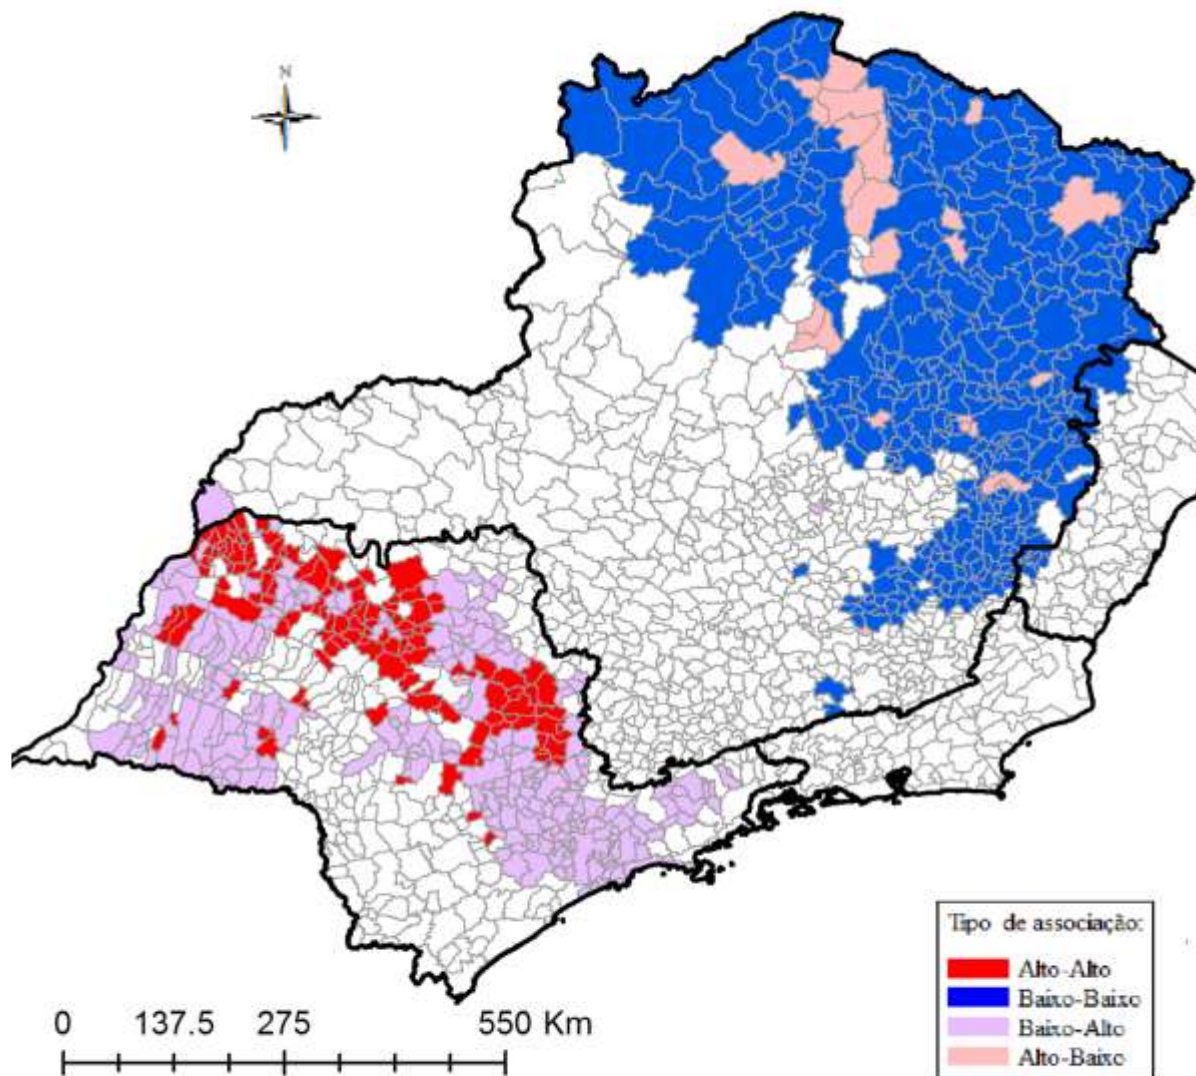 N
Tipo de associação:
Alto-Alto
Baixo-Baixo
Baixo-Alto
Alto-Baixo
0 137.5 275 550 Km